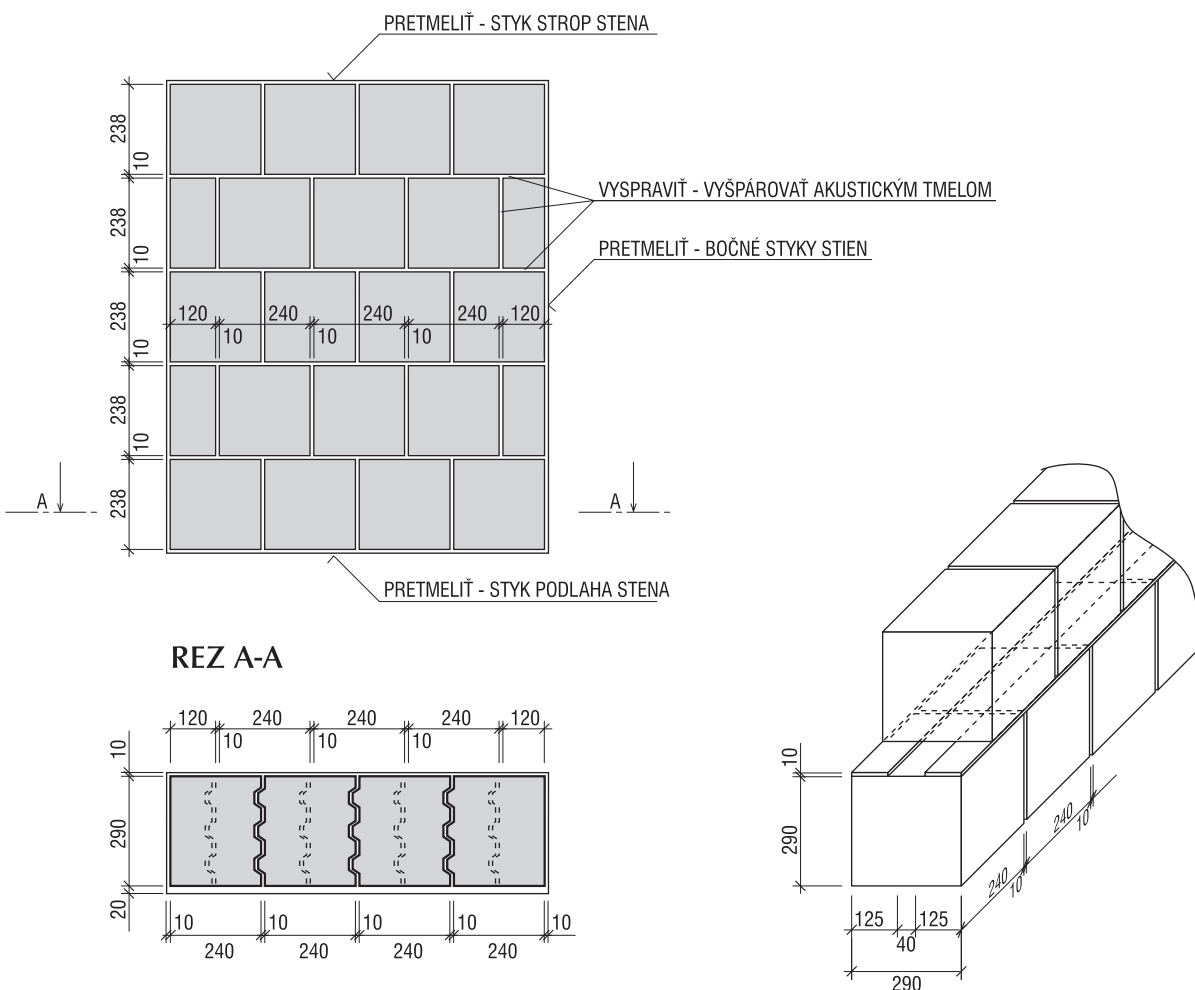 PRETMELIŤ - STYK STROP STENA
238
10
238
10
238
10
238
10
238
VYSPRAVIŤ - VYŠPÁROVAŤ AKUSTICKÝM TMELOM
PRETMELIŤ - BOČNÉ STYKY STIEN
120 240 240 240 120
10 10 10
A A
PRETMELIŤ - STYK PODLAHA STENA
REZ A-A
120 240 240 240 120
10 10 10
10
290
20
10 10 10 10 10
240 240 240 240
10
290
240
10
240
10
125 125
40
290